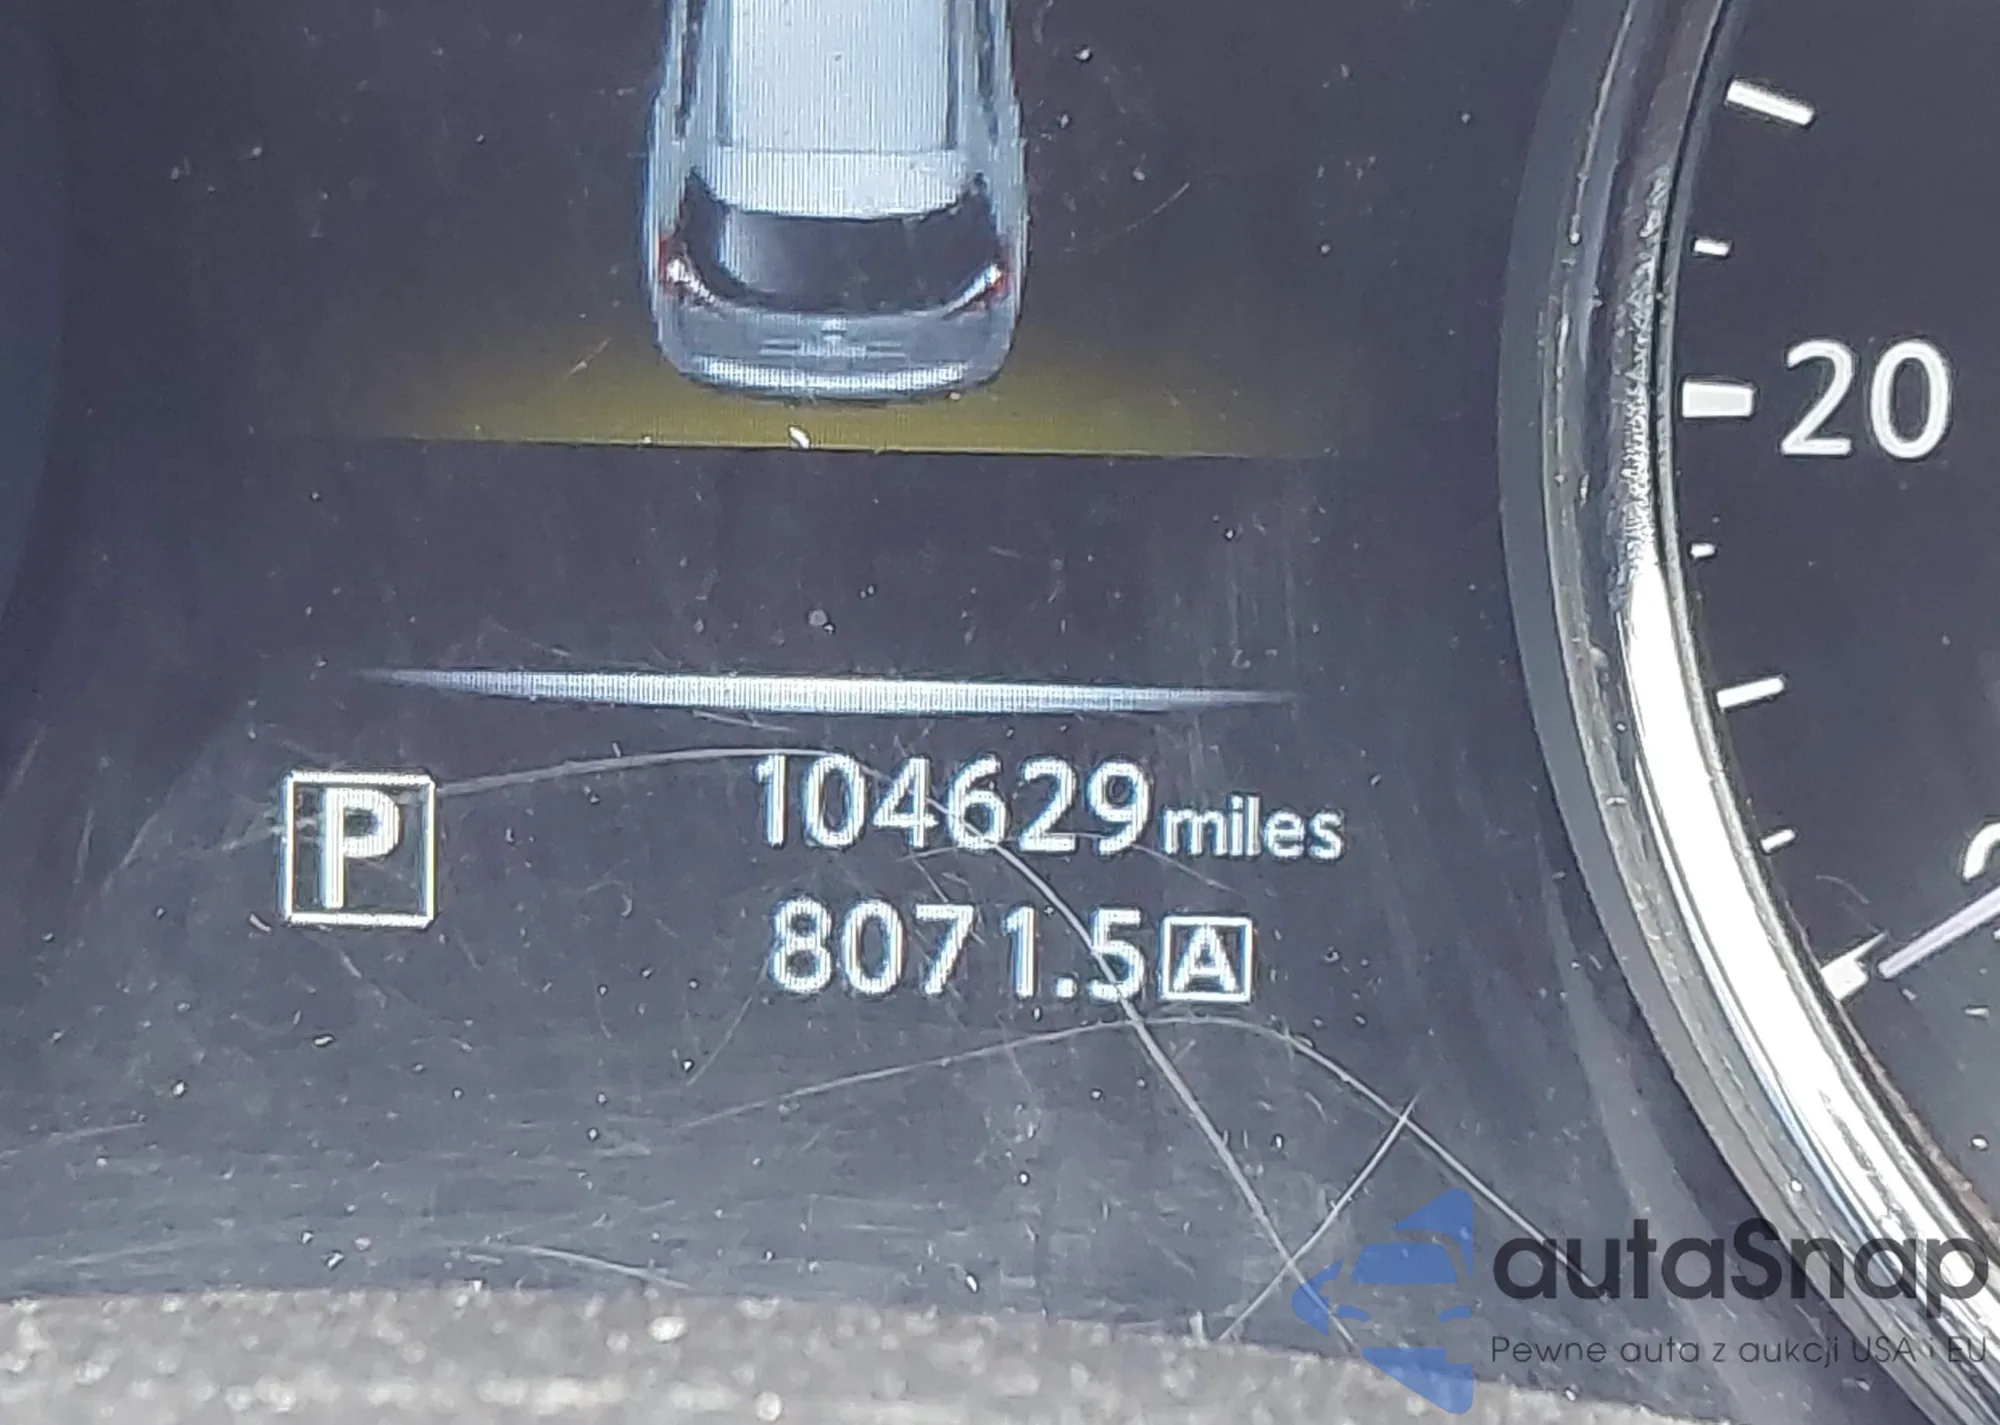 20
P
104629 miles
8071.5 A
autaSnap
Pewne auta z aukcji USA i EU